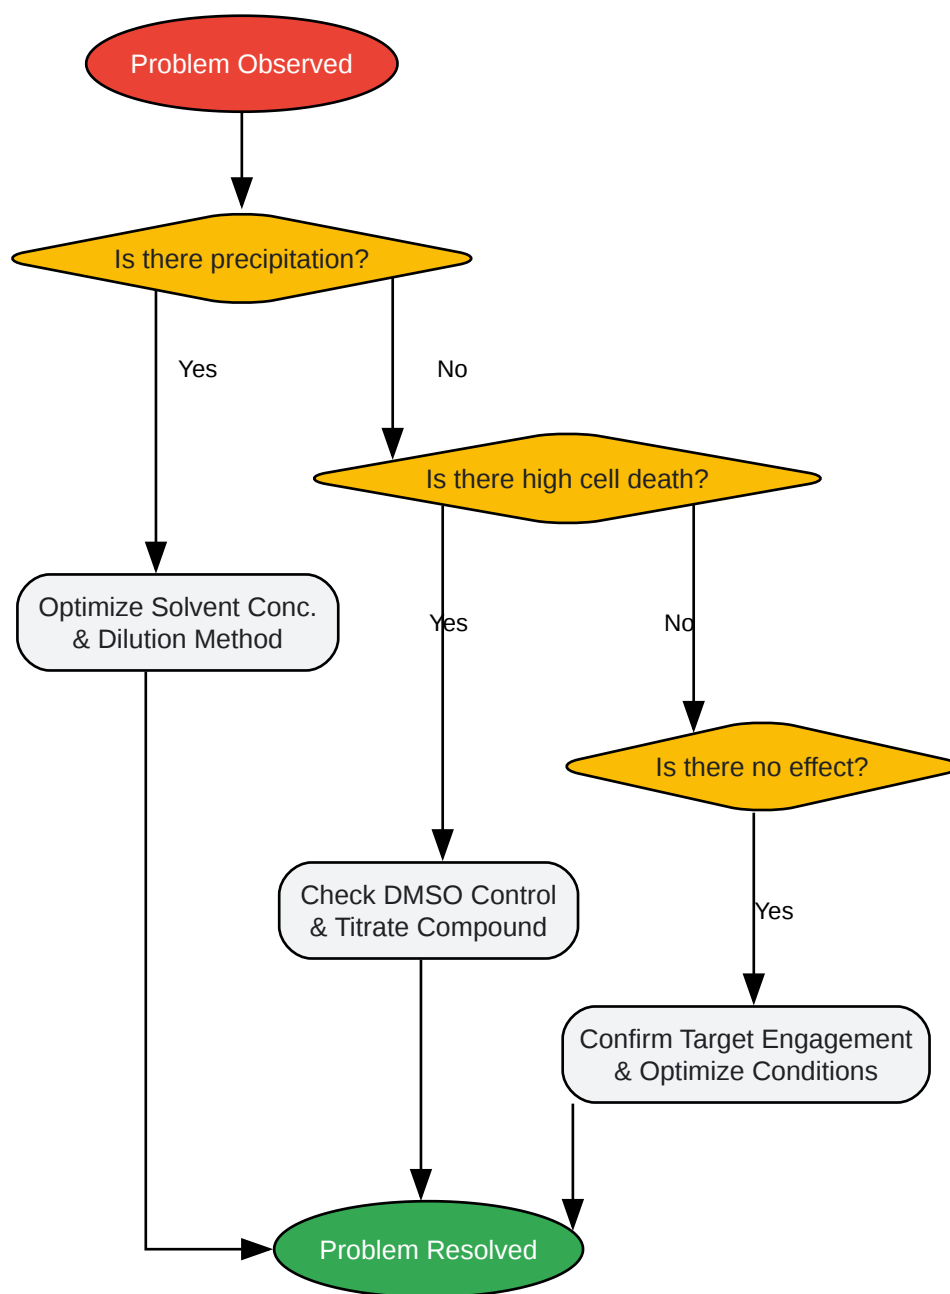 Problem Observed
Is there precipitation?
Yes
No
Is there high cell death?
Optimize Solvent Conc.
& Dilution Method
Yes
No
Is there no effect?
Check DMSO Control
& Titrate Compound
Yes
Confirm Target Engagement
& Optimize Conditions
Problem Resolved